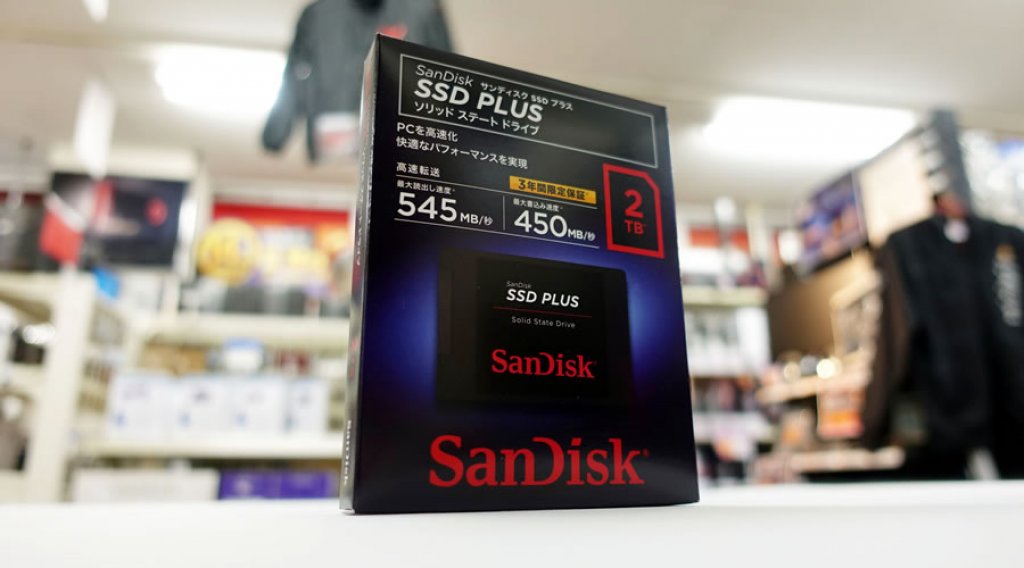 SanDisk サンディスク SSD プラス
SSD PLUS
ソリッド ステート ドライブ
PCを高速化
快適なパフォーマンスを実現
高速転送
3年間限定保証*
最大読出し速度*
545MB/秒
最大書込み速度*
450MB/秒
2
TB*
SanDisk
SSD PLUS
Solid State Drive
SanDisk
SanDisk®